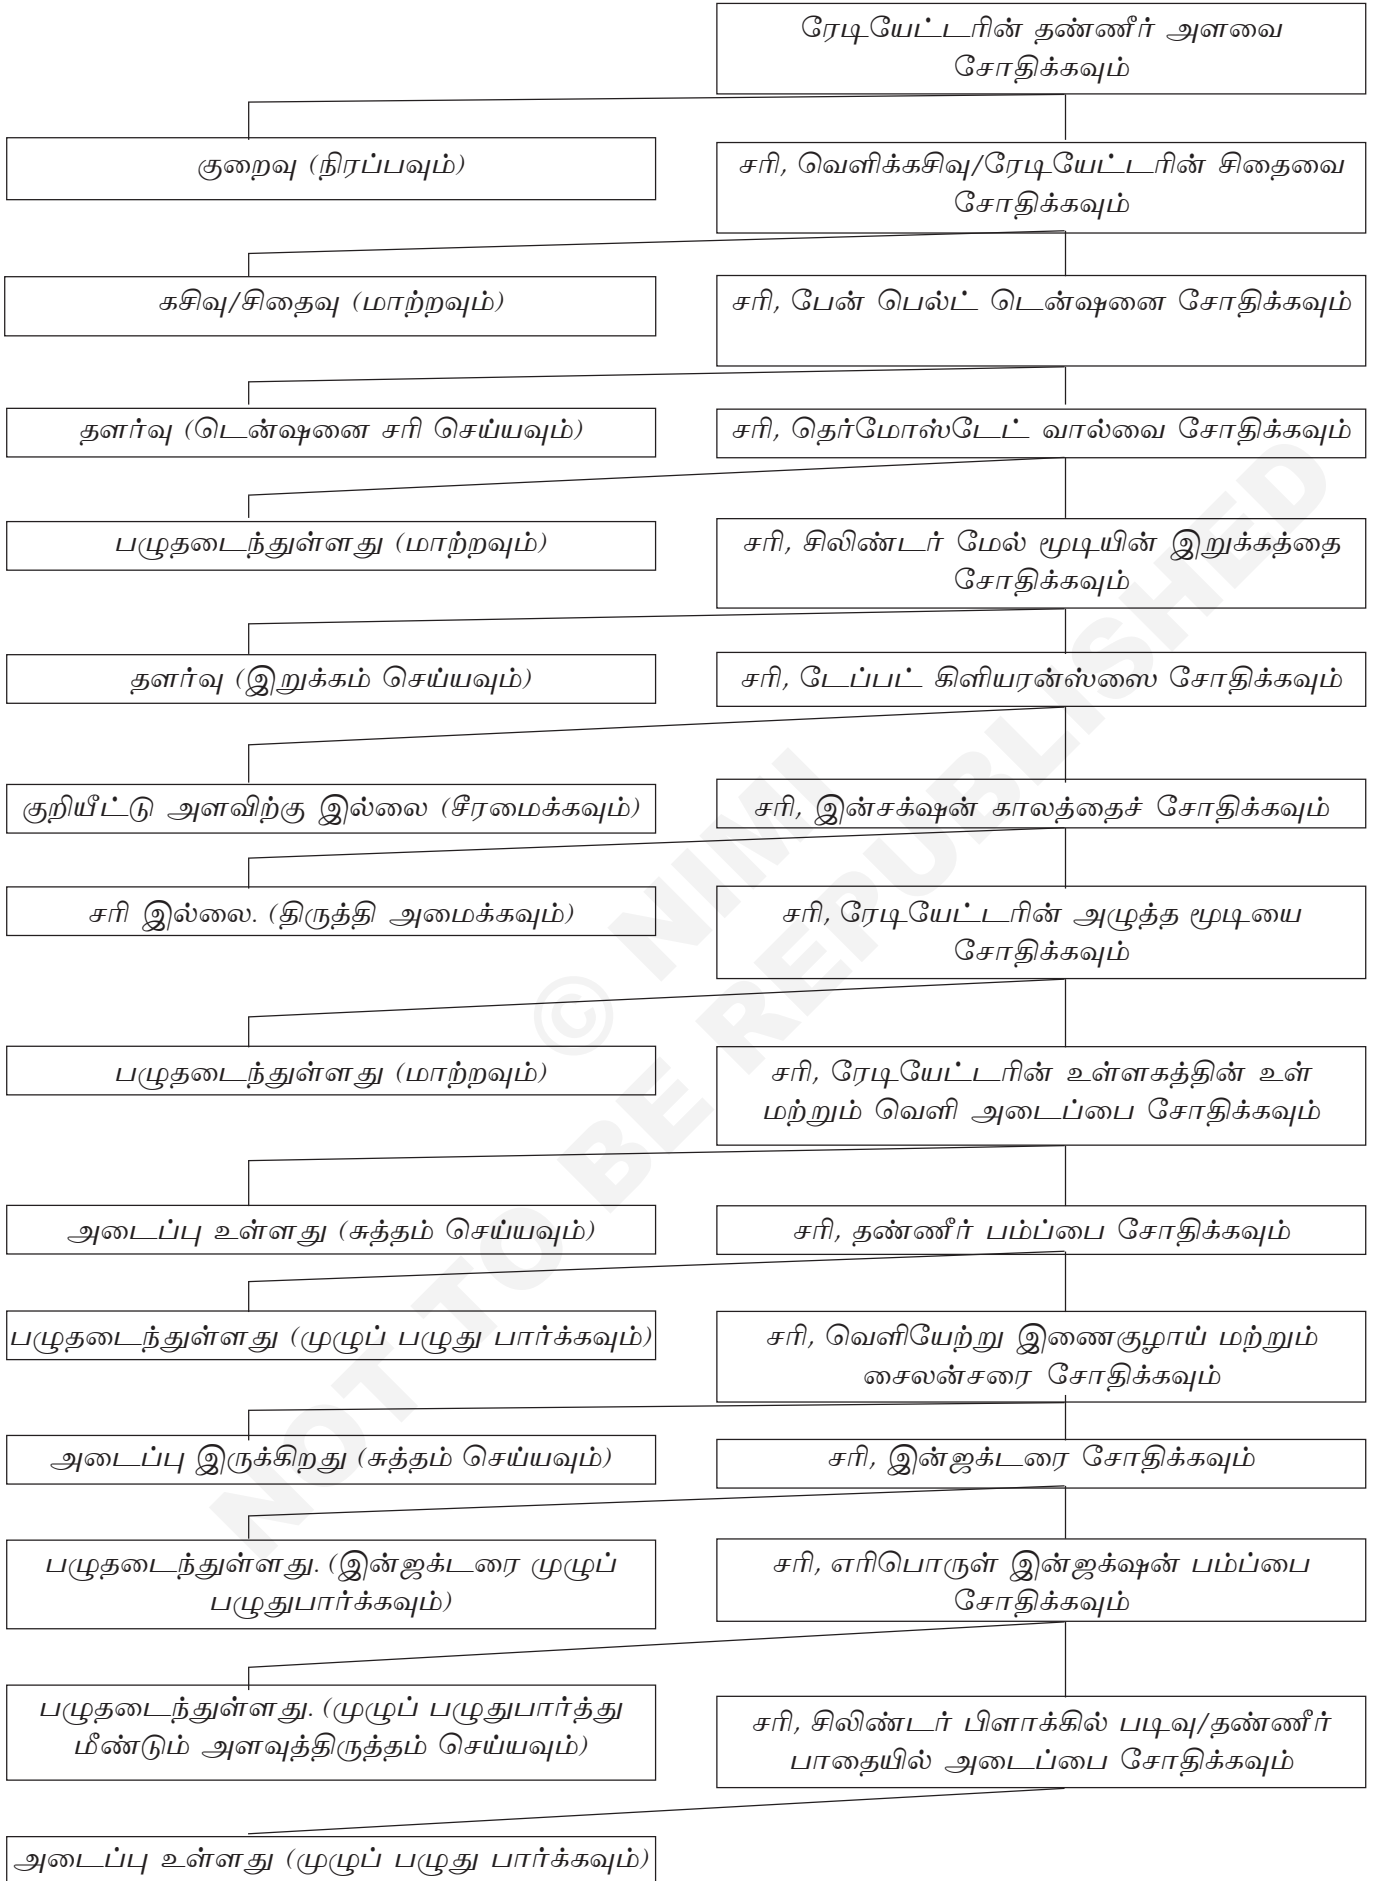 ரேடியேட்டரின் தண்ணீர் அளவை
சோதிக்கவும்
குறைவு (நிரப்பவும்)
சரி, வெளிக்கசிவு/ரேடியேட்டரின் சிதைவை
சோதிக்கவும்
கசிவு/சிதைவு (மாற்றவும்)
சரி, பேன் பெல்ட் டென்ஷனை சோதிக்கவும்
தளர்வு (டென்ஷனை சரி செய்யவும்)
சரி, தெர்மோஸ்டேட் வால்வை சோதிக்கவும்
பழுதடைந்துள்ளது (மாற்றவும்)
சரி, சிலிண்டர் மேல் மூடியின் இறுக்கத்தை
சோதிக்கவும்
தளர்வு (இறுக்கம் செய்யவும்)
சரி, டேப்பட் கிளியரன்ஸ்ஸை சோதிக்கவும்
குறியீட்டு அளவிற்கு இல்லை (சீரமைக்கவும்)
சரி, இன்சக்ஷன் காலத்தைச் சோதிக்கவும்
சரி இல்லை. (திருத்தி அமைக்கவும்)
சரி, ரேடியேட்டரின் அழுத்த மூடியை
சோதிக்கவும்
பழுதடைந்துள்ளது (மாற்றவும்)
சரி, ரேடியேட்டரின் உள்ளகத்தின் உள்
மற்றும் வெளி அடைப்பை சோதிக்கவும்
அடைப்பு உள்ளது (சுத்தம் செய்யவும்)
சரி, தண்ணீர் பம்ப்பை சோதிக்கவும்
பழுதடைந்துள்ளது (முழுப் பழுது பார்க்கவும்)
சரி, வெளியேற்று இணைகுழாய் மற்றும்
சைலன்சரை சோதிக்கவும்
அடைப்பு இருக்கிறது (சுத்தம் செய்யவும்)
சரி, இன்ஜக்டரை சோதிக்கவும்
பழுதடைந்துள்ளது. (இன்ஜக்டரை முழுப்
பழுதுபார்க்கவும்)
சரி, எரிபொருள் இன்ஜக்ஷன் பம்ப்பை
சோதிக்கவும்
பழுதடைந்துள்ளது. (முழுப் பழுதுபார்த்து
மீண்டும் அளவுத்திருத்தம் செய்யவும்)
சரி, சிலிண்டர் பிளாக்கில் படிவு/தண்ணீர்
பாதையில் அடைப்பை சோதிக்கவும்
அடைப்பு உள்ளது (முழுப் பழுது பார்க்கவும்)
© NIMI
NOT TO BE REPUBLISHED